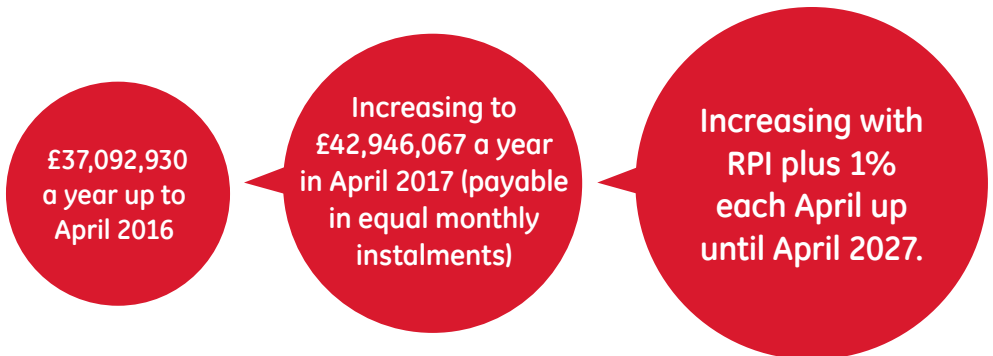 £37,092,930
a year up to
April 2016
Increasing to
£42,946,067 a year
in April 2017 (payable
in equal monthly
instalments)
Increasing with
RPI plus 1%
each April up
until April 2027.